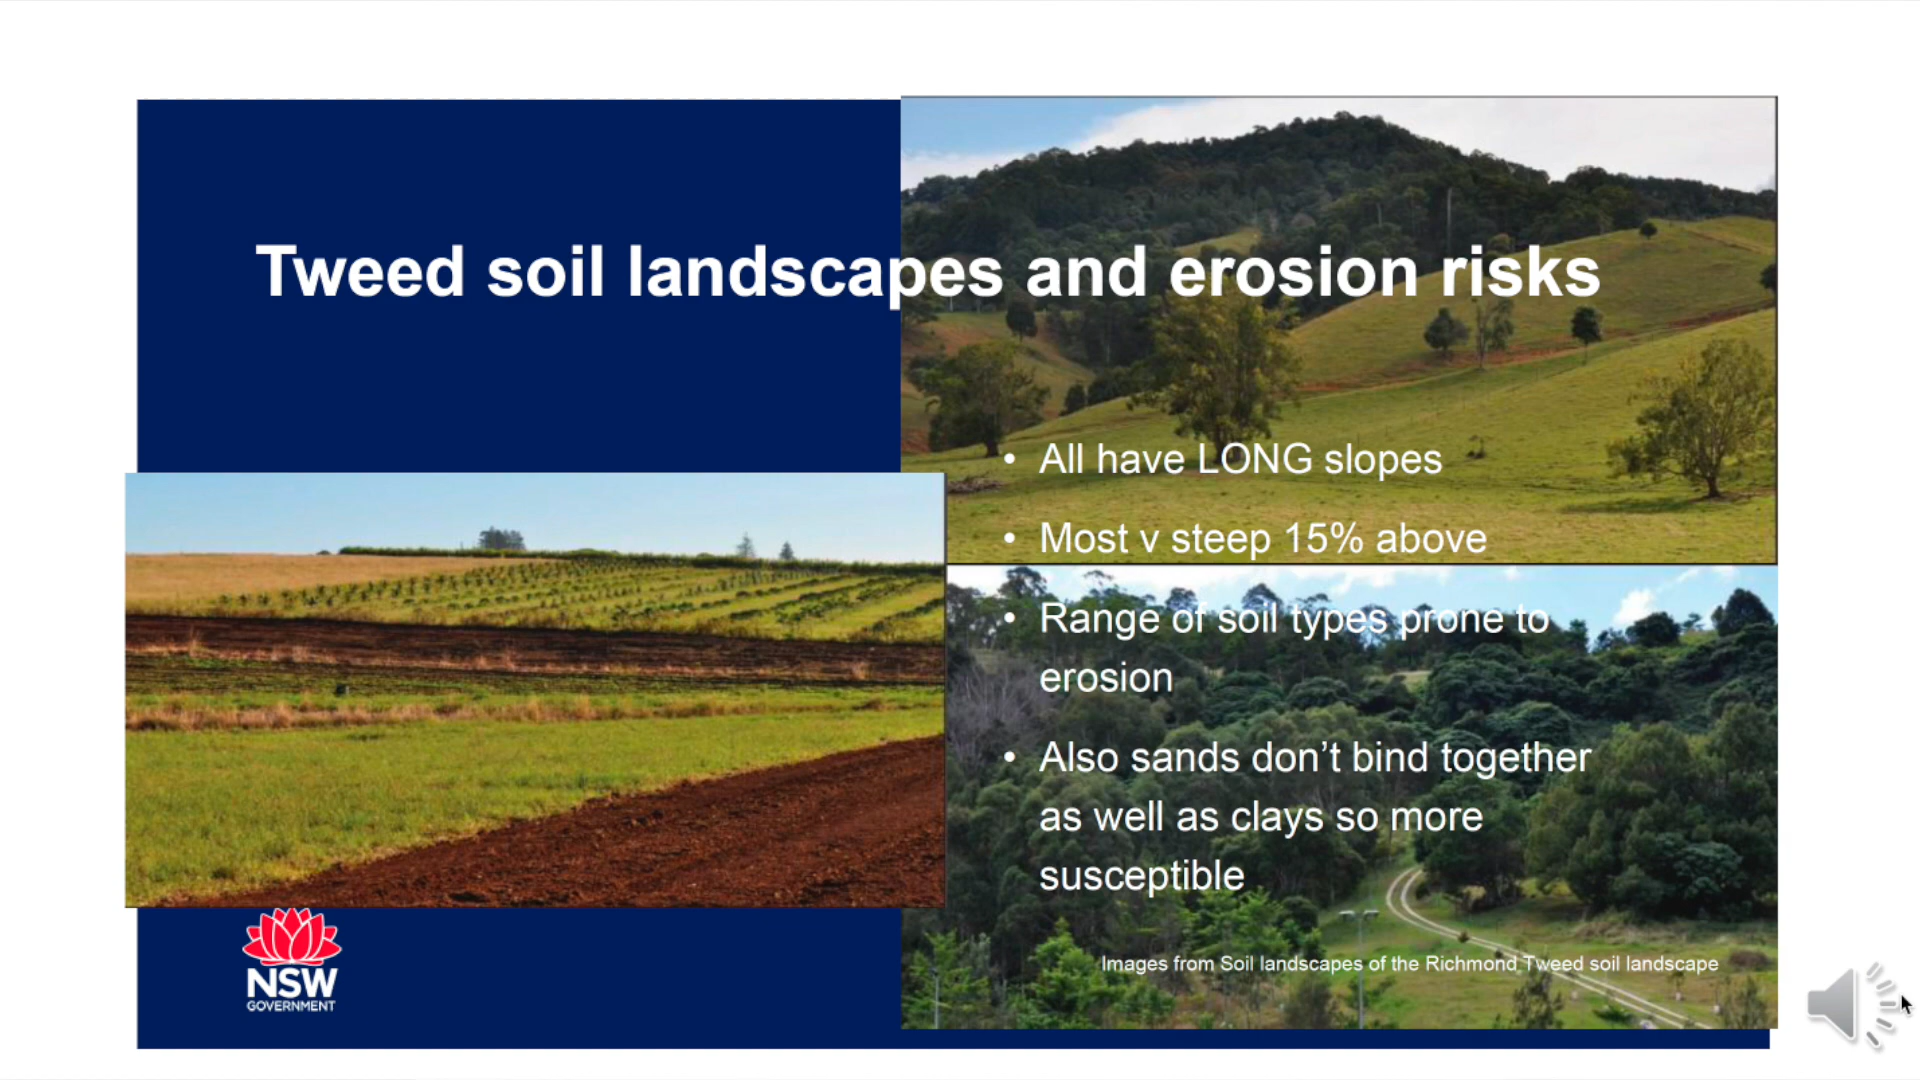 Tweed soil landscapes and erosion risks
• All have LONG slopes
• Most v steep 15% above
• Range of soil types prone to
erosion
• Also sands don’t bind together
as well as clays so more
susceptible
Images from Soil landscapes of the Richmond Tweed soil landscape
NSW
GOVERNMENT